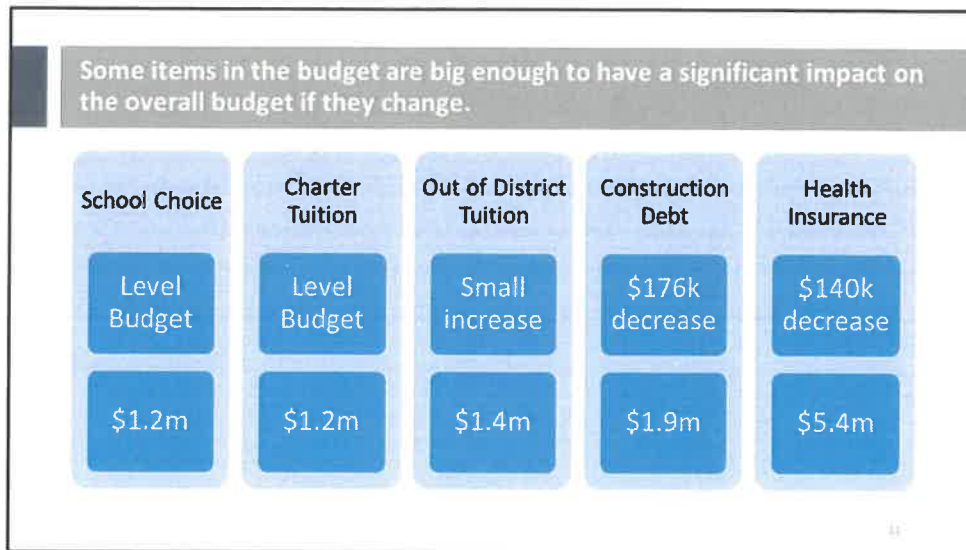 Some items in the budget are big enough to have a significant impact on
the overall budget if they change.
School Choice
Level
Budget
$1.2m
Charter
Tuition
Level
Budget
$1.2m
Out of District
Tuition
Small
increase
$1.4m
Construction
Debt
$176k
decrease
$1.9m
Health
Insurance
$140k
decrease
$5.4m